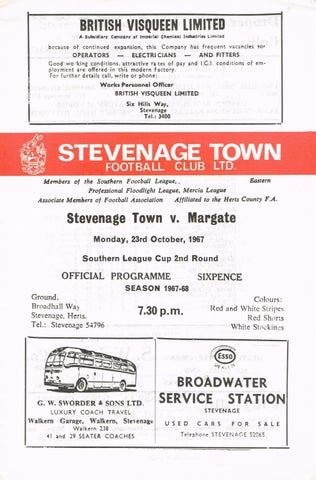 BRITISH VISQUEEN LIMITED
A Subsidiary Company of Imperial Chemical Industries Limited
because of continued expansion, this Company has frequent vacancies for
OPERATORS - ELECTRICIANS - AND FITTERS
Good working conditions, attractive rates of pay and I.C.I. conditions of em-
ployment are offered in this modern factory.
For further details call, write or phone:
Works Personnel Officer
BRITISH VISQUEEN LIMITED
Six Hills Way,
Stevenage
Tel.: 3400
STEVENAGE TOWN
FOOTBALL CLUB LTD.
Members of the Southern Football League,. Eastern
Professional Floodlight League, Mercia League
Associate Members of Football Association Affiliated to the Herts County F.A.
Stevenage Town v. Margate
Monday, 23rd October, 1967
Southern League Cup 2nd Round
OFFICIAL PROGRAMME SIXPENCE
SEASON 1967-68
Ground,
Broadhall Way
Stevenage, Herts.
Tel.: Stevenage 54796
7.30 p.m.
Colours:
Red and White Stripes
Red Shorts
White Stockings
G. W. SWORDER & SONS LTD.
LUXURY COACH TRAVEL
Walkern Garage, Walkern, Stevenage
Walkern 238
41 and 29 SEATER COACHES
Esso
BROADWATER
SERVICE STATION
STEVENAGE
USED CARS FOR SALE
Telephone STEVENAGE 52065